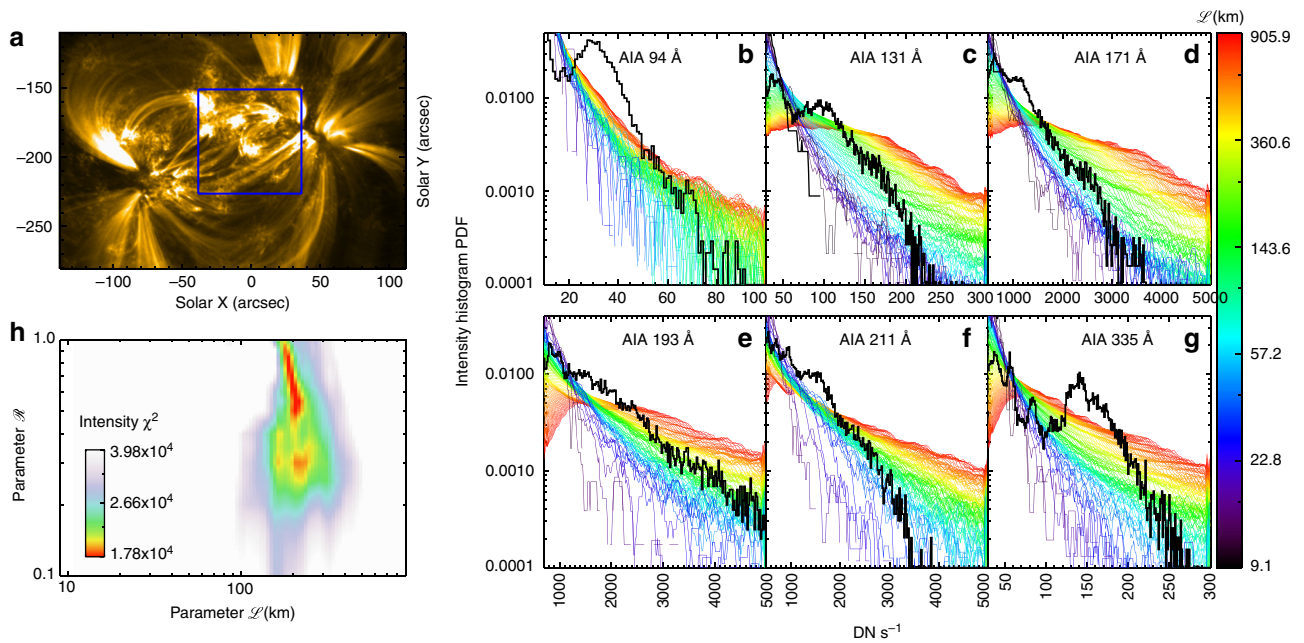 a
−150
−200
−250
Solar Y (arcsec)
−100
−50
0
50
100
Solar X (arcsec)
h
1.0
0.1
Parameter ℛ
Intensity χ²
3.98x10⁴
2.66x10⁴
1.78x10⁴
10
100
Parameter ℒ (km)
Intensity histogram PDF
AIA 94 Å
b
0.0100
0.0010
0.0001
20
40
60
80
100
AIA 131 Å
c
50
100
150
200
250
300
AIA 171 Å
d
1000
2000
3000
4000
5000
AIA 193 Å
e
0.0100
0.0010
0.0001
1000
2000
3000
4000
5000
AIA 211 Å
f
1000
2000
3000
4000
5000
AIA 335 Å
g
50
100
150
200
250
300
DN s⁻¹
ℒ (km)
905.9
360.6
143.6
57.2
22.8
9.1